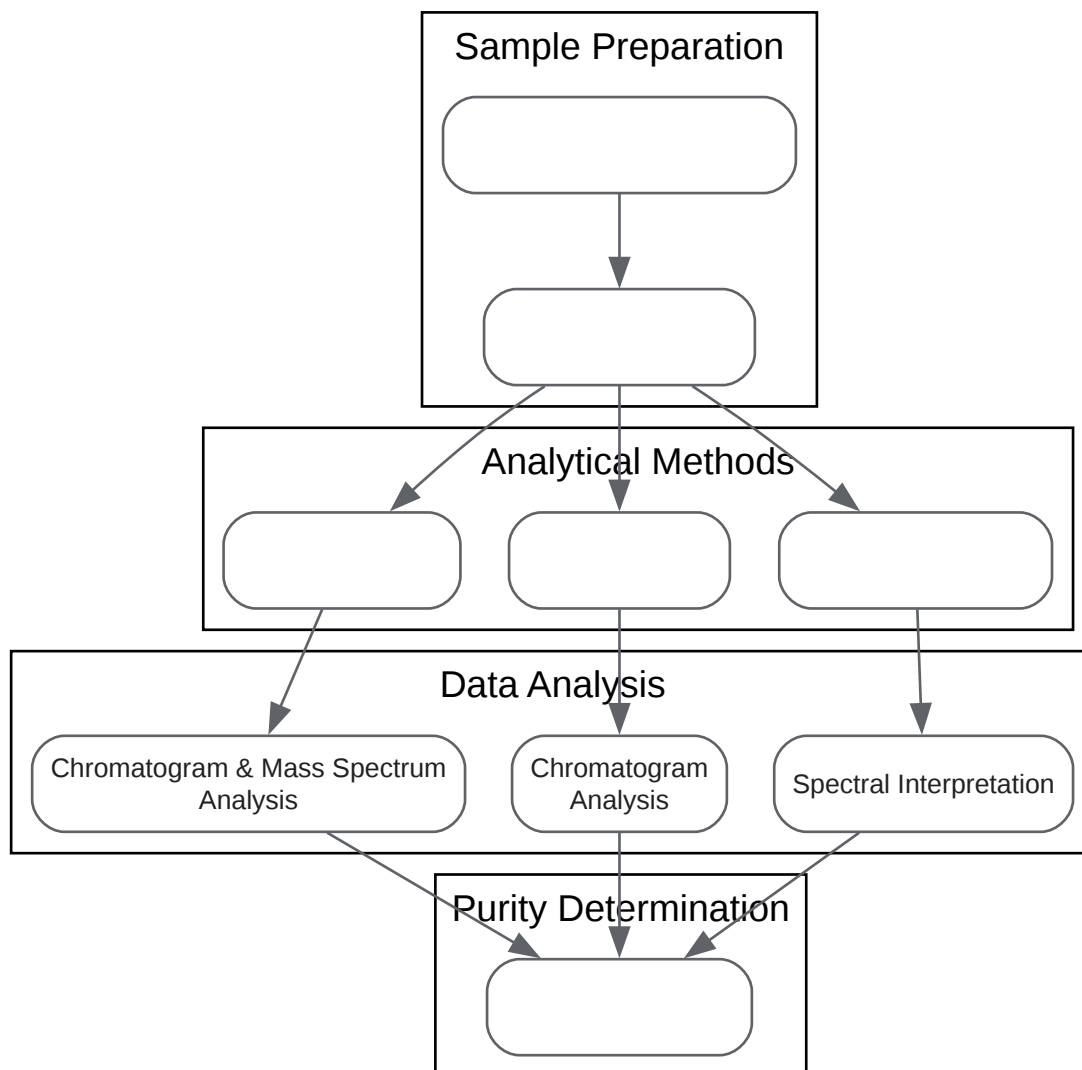 Sample Preparation
Analytical Methods
Data Analysis
Chromatogram & Mass Spectrum
Analysis
Chromatogram
Analysis
Spectral Interpretation
Purity Determination